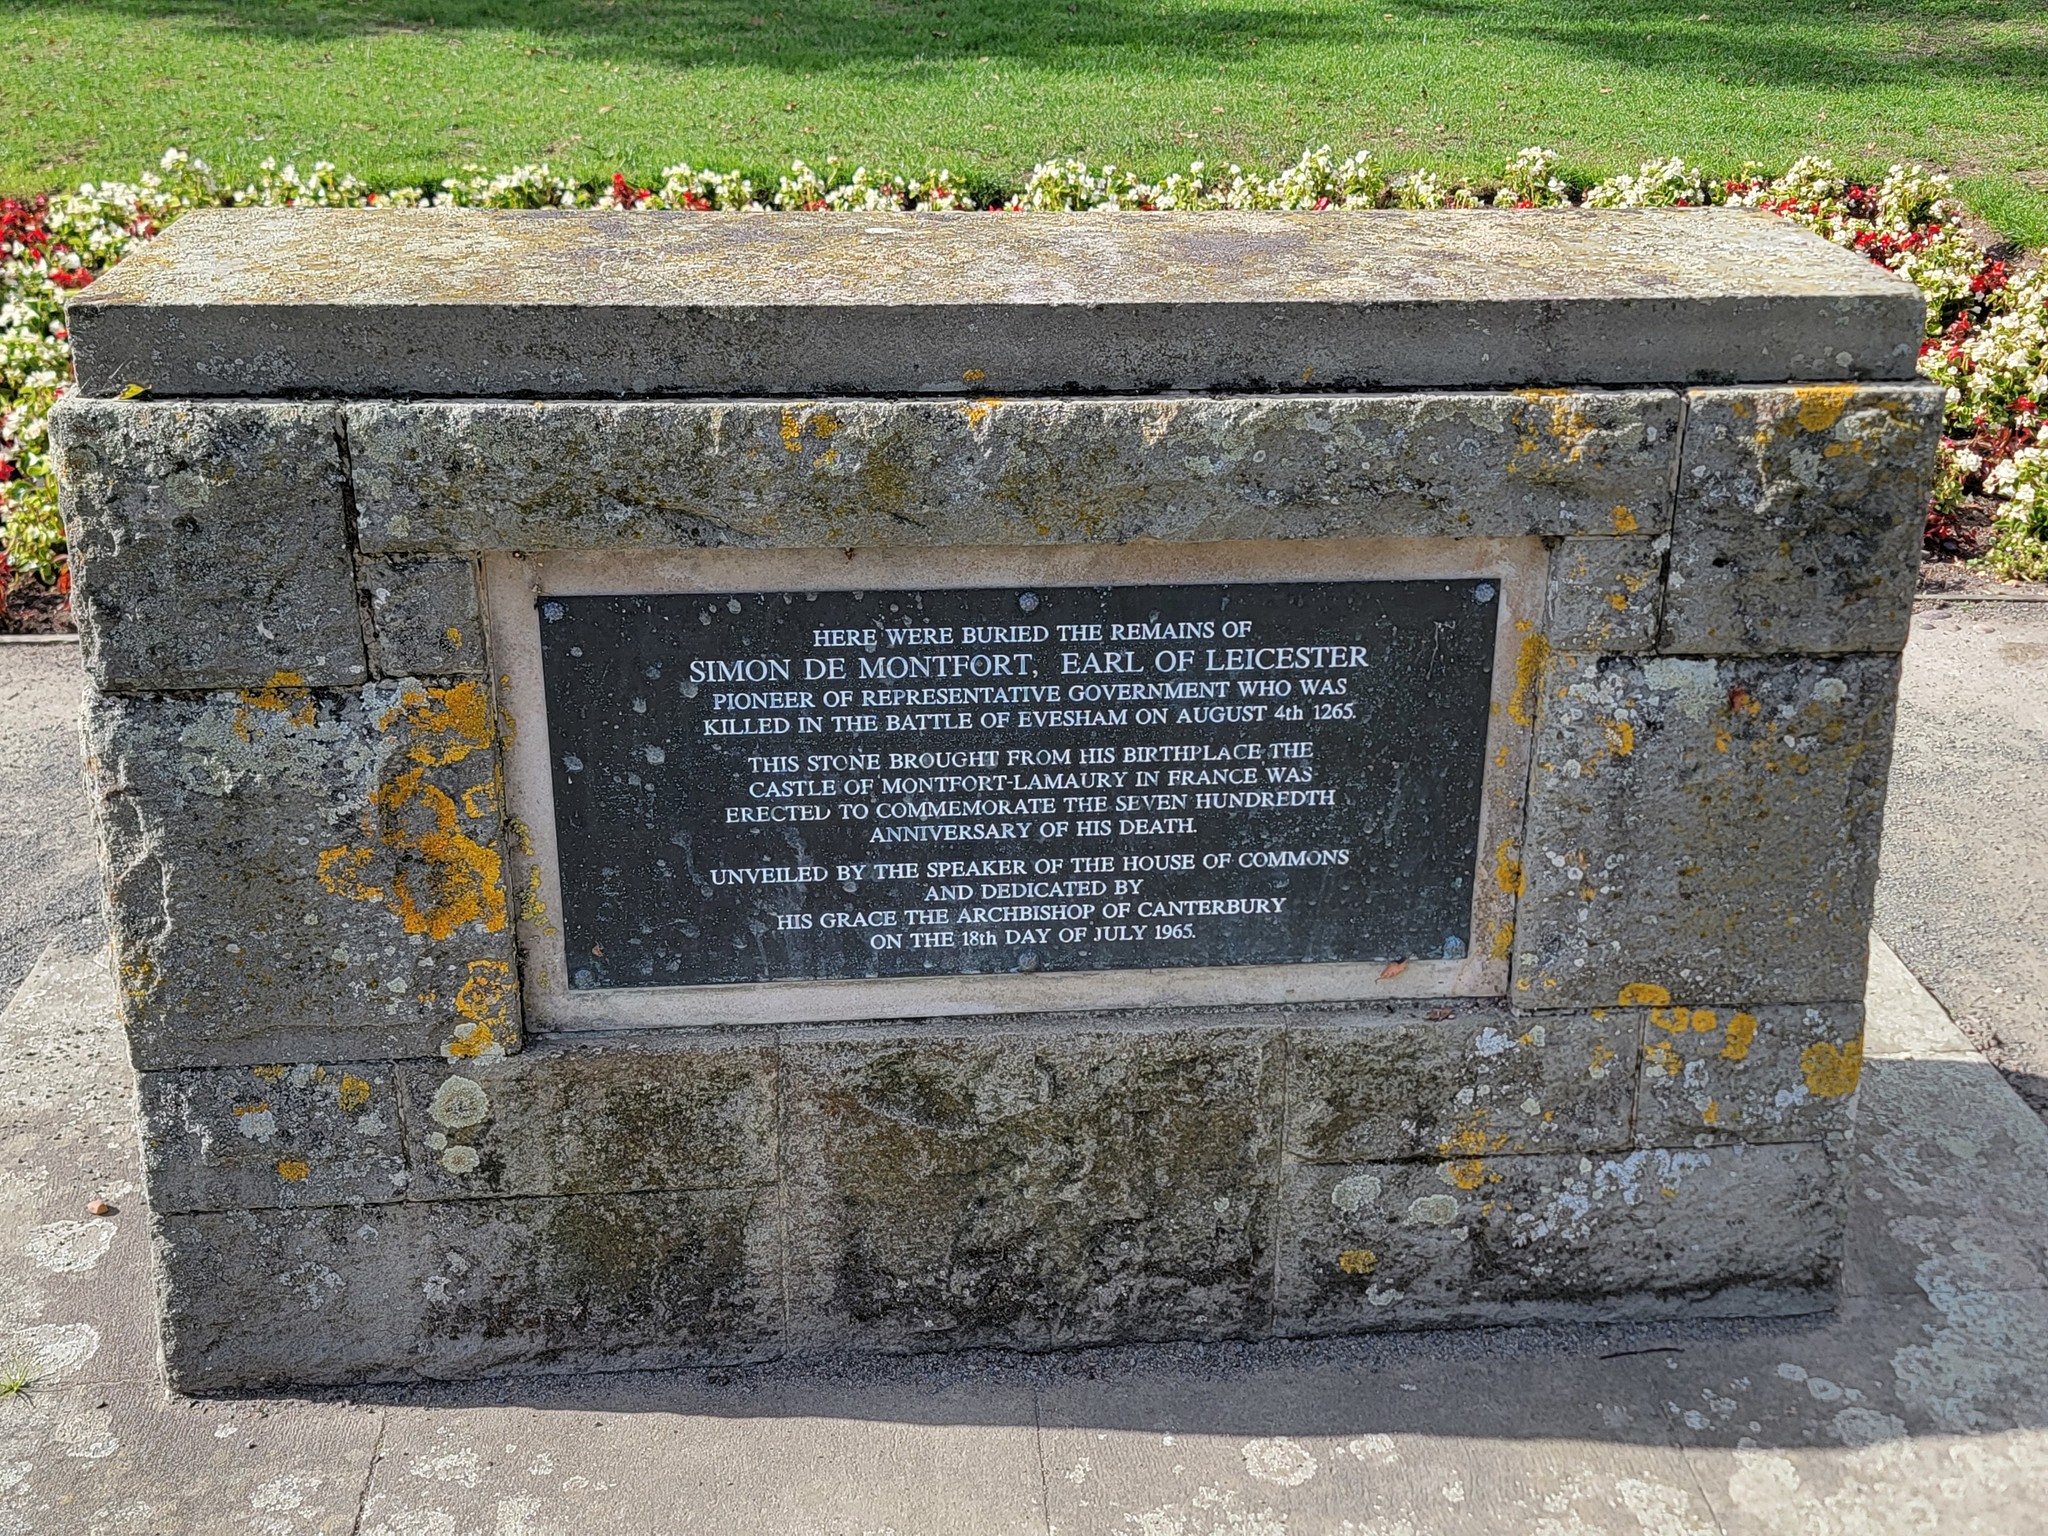 HERE WERE BURIED THE REMAINS OF
SIMON DE MONTFORT, EARL OF LEICESTER
PIONEER OF REPRESENTATIVE GOVERNMENT WHO WAS
KILLED IN THE BATTLE OF EVESHAM ON AUGUST 4th 1265.
THIS STONE BROUGHT FROM HIS BIRTHPLACE THE
CASTLE OF MONTFORT-LAMAURY IN FRANCE WAS
ERECTED TO COMMEMORATE THE SEVEN HUNDREDTH
ANNIVERSARY OF HIS DEATH.
UNVEILED BY THE SPEAKER OF THE HOUSE OF COMMONS
AND DEDICATED BY
HIS GRACE THE ARCHBISHOP OF CANTERBURY
ON THE 18th DAY OF JULY 1965.